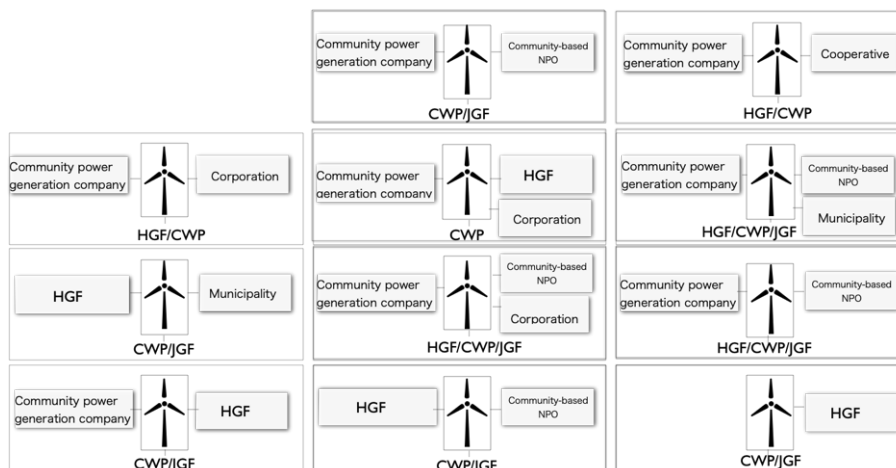 Community power
generation company
Community-based
NPO
CWP/JGF
Community power
generation company
Cooperative
HGF/CWP
Community power
generation company
Corporation
HGF/CWP
Community power
generation company
HGF
Corporation
CWP
Community power
generation company
Community-based
NPO
Municipality
HGF/CWP/JGF
HGF
Municipality
CWP/JGF
Community power
generation company
Community-based
NPO
Corporation
HGF/CWP/JGF
Community power
generation company
Community-based
NPO
HGF/CWP/JGF
Community power
generation company
HGF
CWP/JGF
HGF
Community-based
NPO
CWP/JGF
HGF
CWP/JGF